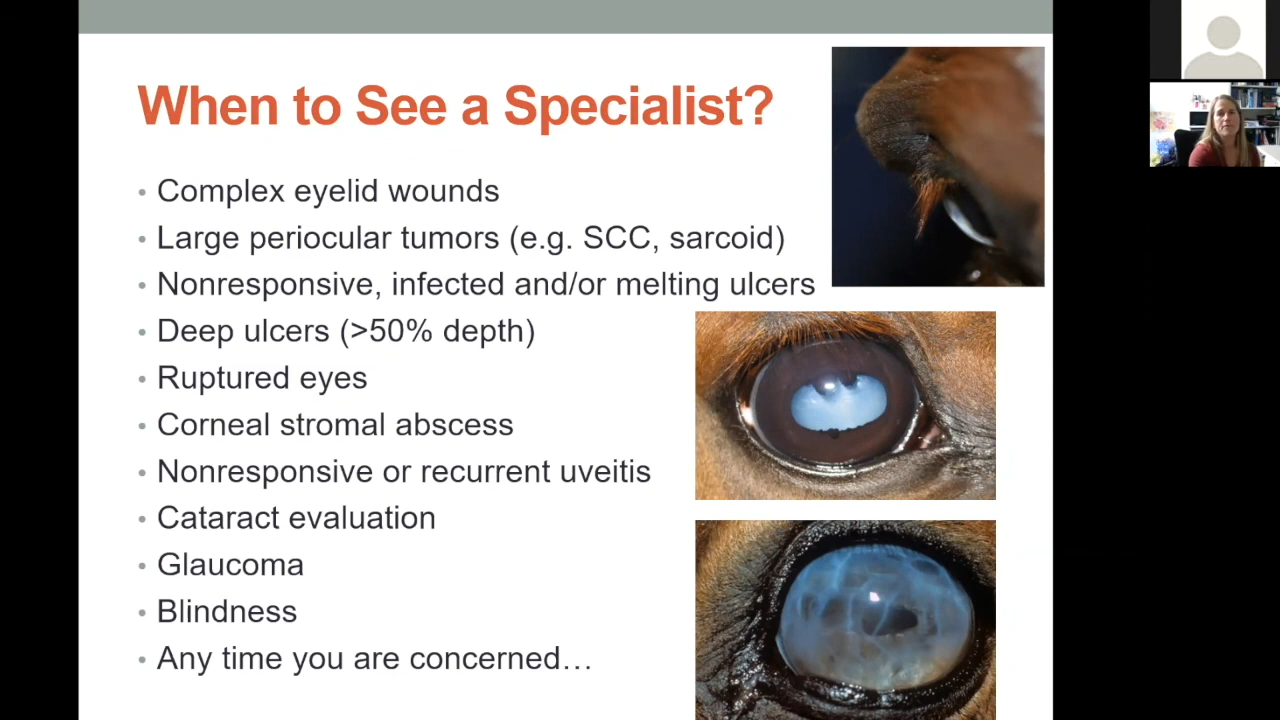 When to See a Specialist?
• Complex eyelid wounds
• Large periocular tumors (e.g. SCC, sarcoid)
• Nonresponsive, infected and/or melting ulcers
• Deep ulcers (>50% depth)
• Ruptured eyes
• Corneal stromal abscess
• Nonresponsive or recurrent uveitis
• Cataract evaluation
• Glaucoma
• Blindness
• Any time you are concerned…